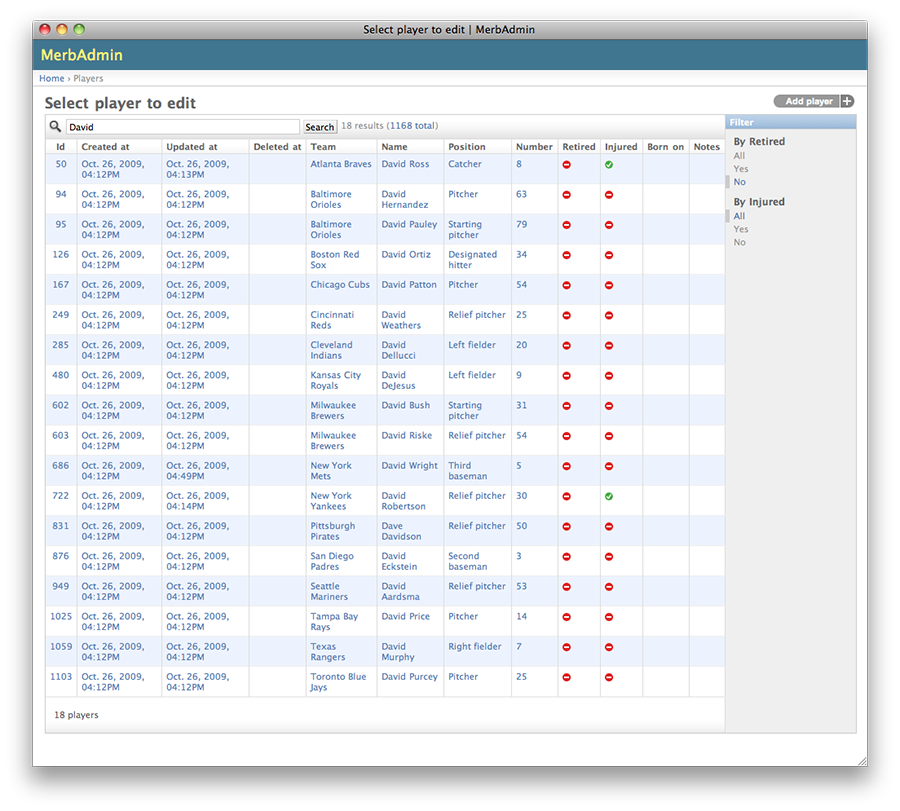 Select player to edit | MerbAdmin
MerbAdmin
Home › Players
Select player to edit
Add player
David
Search
18 results (1168 total)
Filter
By Retired
All
Yes
No
By Injured
All
Yes
No
Id Created at Updated at Deleted at Team Name Position Number Retired Injured Born on Notes
50 Oct. 26, 2009, Oct. 26, 2009, Atlanta Braves David Ross Catcher 8
04:12PM 04:13PM
94 Oct. 26, 2009, Oct. 26, 2009, Baltimore David Pitcher 63
04:12PM 04:12PM Orioles Hernandez
95 Oct. 26, 2009, Oct. 26, 2009, Baltimore David Pauley Starting 79
04:12PM 04:12PM Orioles pitcher
126 Oct. 26, 2009, Oct. 26, 2009, Boston Red David Ortiz Designated 34
04:12PM 04:12PM Sox hitter
167 Oct. 26, 2009, Oct. 26, 2009, Chicago Cubs David Patton Pitcher 54
04:12PM 04:12PM
249 Oct. 26, 2009, Oct. 26, 2009, Cincinnati David Relief pitcher 25
04:12PM 04:12PM Reds Weathers
285 Oct. 26, 2009, Oct. 26, 2009, Cleveland David Left fielder 20
04:12PM 04:12PM Indians Dellucci
480 Oct. 26, 2009, Oct. 26, 2009, Kansas City David Left fielder 9
04:12PM 04:12PM Royals DeJesus
602 Oct. 26, 2009, Oct. 26, 2009, Milwaukee David Bush Starting 31
04:12PM 04:12PM Brewers pitcher
603 Oct. 26, 2009, Oct. 26, 2009, Milwaukee David Riske Relief pitcher 54
04:12PM 04:12PM Brewers
686 Oct. 26, 2009, Oct. 26, 2009, New York David Wright Third 5
04:12PM 04:49PM Mets baseman
722 Oct. 26, 2009, Oct. 26, 2009, New York David Relief pitcher 30
04:12PM 04:14PM Yankees Robertson
831 Oct. 26, 2009, Oct. 26, 2009, Pittsburgh Dave Relief pitcher 50
04:12PM 04:12PM Pirates Davidson
876 Oct. 26, 2009, Oct. 26, 2009, San Diego David Second 3
04:12PM 04:12PM Padres Eckstein baseman
949 Oct. 26, 2009, Oct. 26, 2009, Seattle David Relief pitcher 53
04:12PM 04:12PM Mariners Aardsma
1025 Oct. 26, 2009, Oct. 26, 2009, Tampa Bay David Price Pitcher 14
04:12PM 04:12PM Rays
1059 Oct. 26, 2009, Oct. 26, 2009, Texas David Right fielder 7
04:12PM 04:12PM Rangers Murphy
1103 Oct. 26, 2009, Oct. 26, 2009, Toronto Blue David Purcey Pitcher 25
04:12PM 04:12PM Jays
18 players